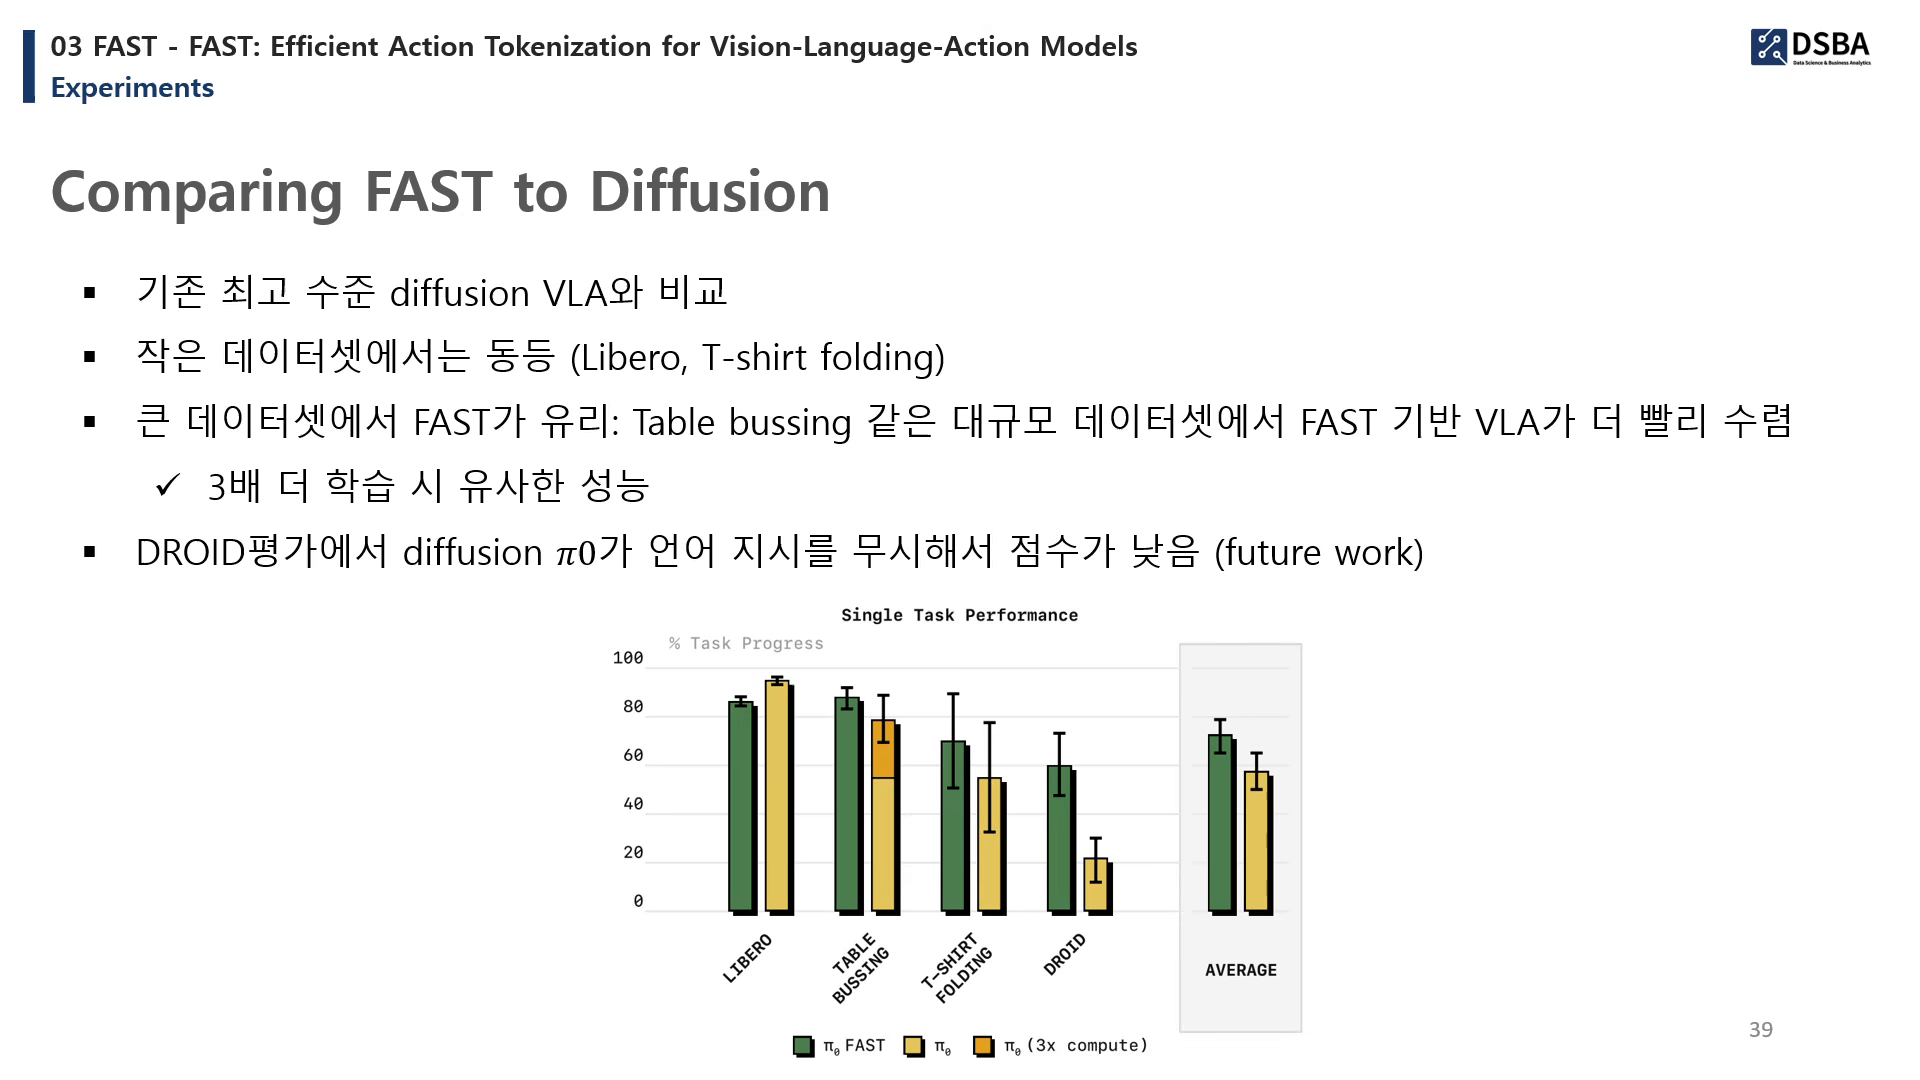 03 FAST - FAST: Efficient Action Tokenization for Vision-Language-Action Models
Experiments
DSBA
Data Science & Business Analytics
Comparing FAST to Diffusion
▪ 기존 최고 수준 diffusion VLA와 비교
▪ 작은 데이터셋에서는 동등 (Libero, T-shirt folding)
▪ 큰 데이터셋에서 FAST가 유리: Table bussing 같은 대규모 데이터셋에서 FAST 기반 VLA가 더 빨리 수렴
✓ 3배 더 학습 시 유사한 성능
▪ DROID평가에서 diffusion π0가 언어 지시를 무시해서 점수가 낮음 (future work)
Single Task Performance
% Task Progress
100
80
60
40
20
0
LIBERO
TABLE
BUSSING
T-SHIRT
FOLDING
DROID
AVERAGE
π₀ FAST π₀ π₀ (3x compute)
39